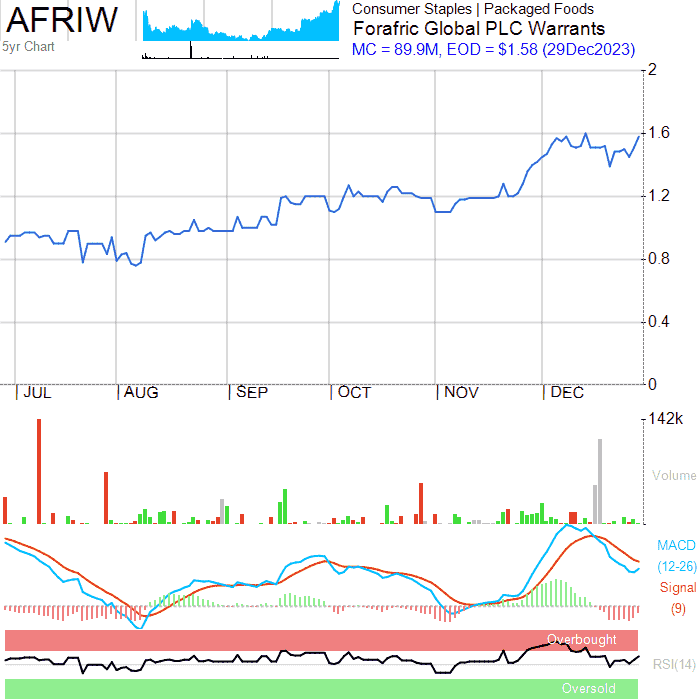 AFRIW
5yr Chart
Consumer Staples | Packaged Foods
Forafric Global PLC Warrants
MC = 89.9M, EOD = $1.58 (29Dec2023)
2
1.6
1.2
0.8
0.4
0
JUL
AUG
SEP
OCT
NOV
DEC
142k
Volume
MACD
(12-26)
Signal
(9)
Overbought
RSI(14)
Oversold